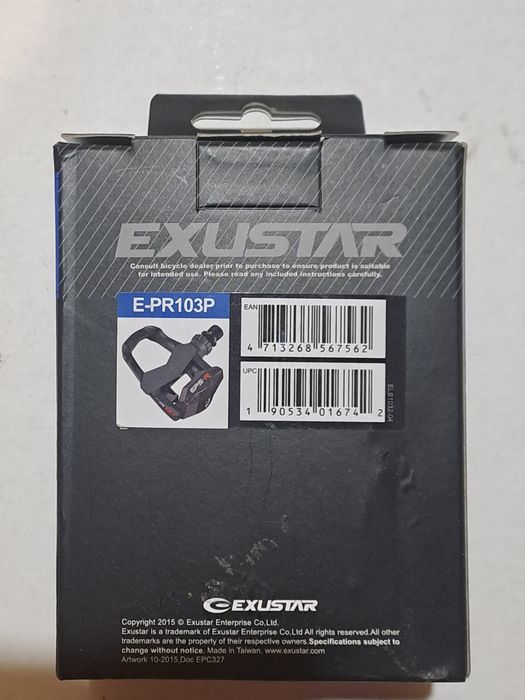 EXUSTAR
Consult bicycle dealer prior to purchase to ensure product is suitable
for intended use. Please read any included instructions carefully.
E-PR103P
EPS-R
EAN
4 713268 567562
UPC
1 90534 01674 2
ELS1032-04
EXUSTAR
Copyright 2015 © Exustar Enterprise Co,Ltd.
Exustar is a trademark of Exustar Enterprise Co,Ltd All rights reserved.All other
trademarks are the property of their respective owners.Specifications subject to
change without notice. Made in Taiwan. www.exustar.com
Artwork 10-2015,Doc EPC327